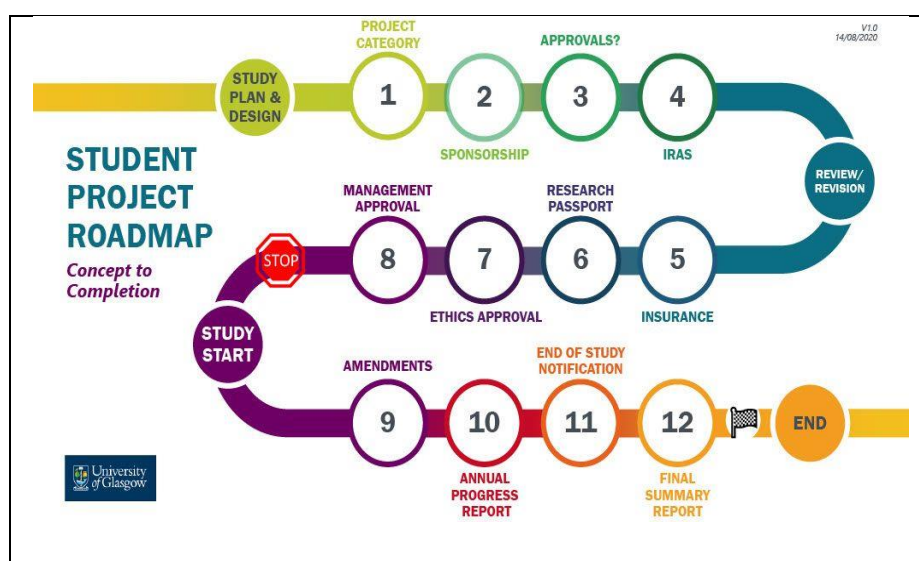 V1.0
14/08/2020
STUDENT
PROJECT
ROADMAP
Concept to
Completion
STUDY
PLAN &
DESIGN
PROJECT
CATEGORY
1
2
SPONSORSHIP
APPROVALS?
3
4
IRAS
REVIEW/
REVISION
5
INSURANCE
RESEARCH
PASSPORT
6
7
ETHICS APPROVAL
MANAGEMENT
APPROVAL
8
STOP
STUDY
START
AMENDMENTS
9
10
ANNUAL
PROGRESS
REPORT
END OF STUDY
NOTIFICATION
11
12
FINAL
SUMMARY
REPORT
END
University
of Glasgow